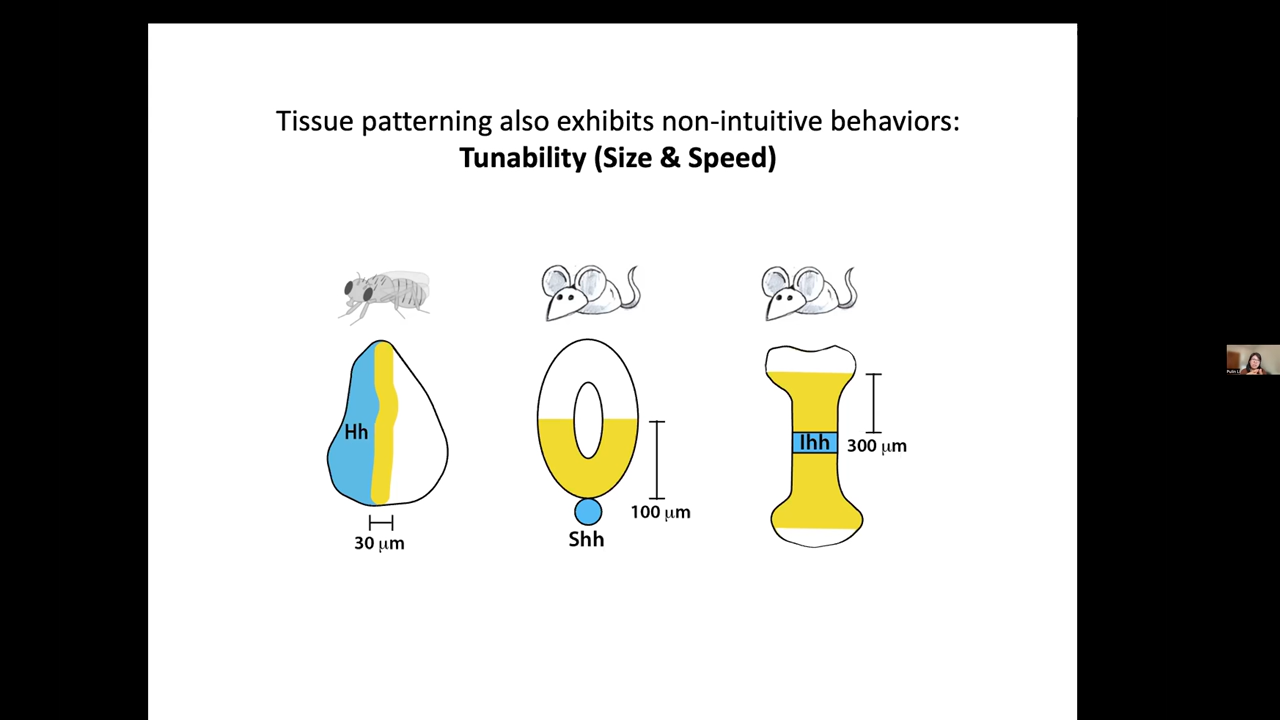 Tissue patterning also exhibits non-intuitive behaviors:
Tunability (Size & Speed)
Hh
30 μm
Shh
100 μm
Ihh
300 μm